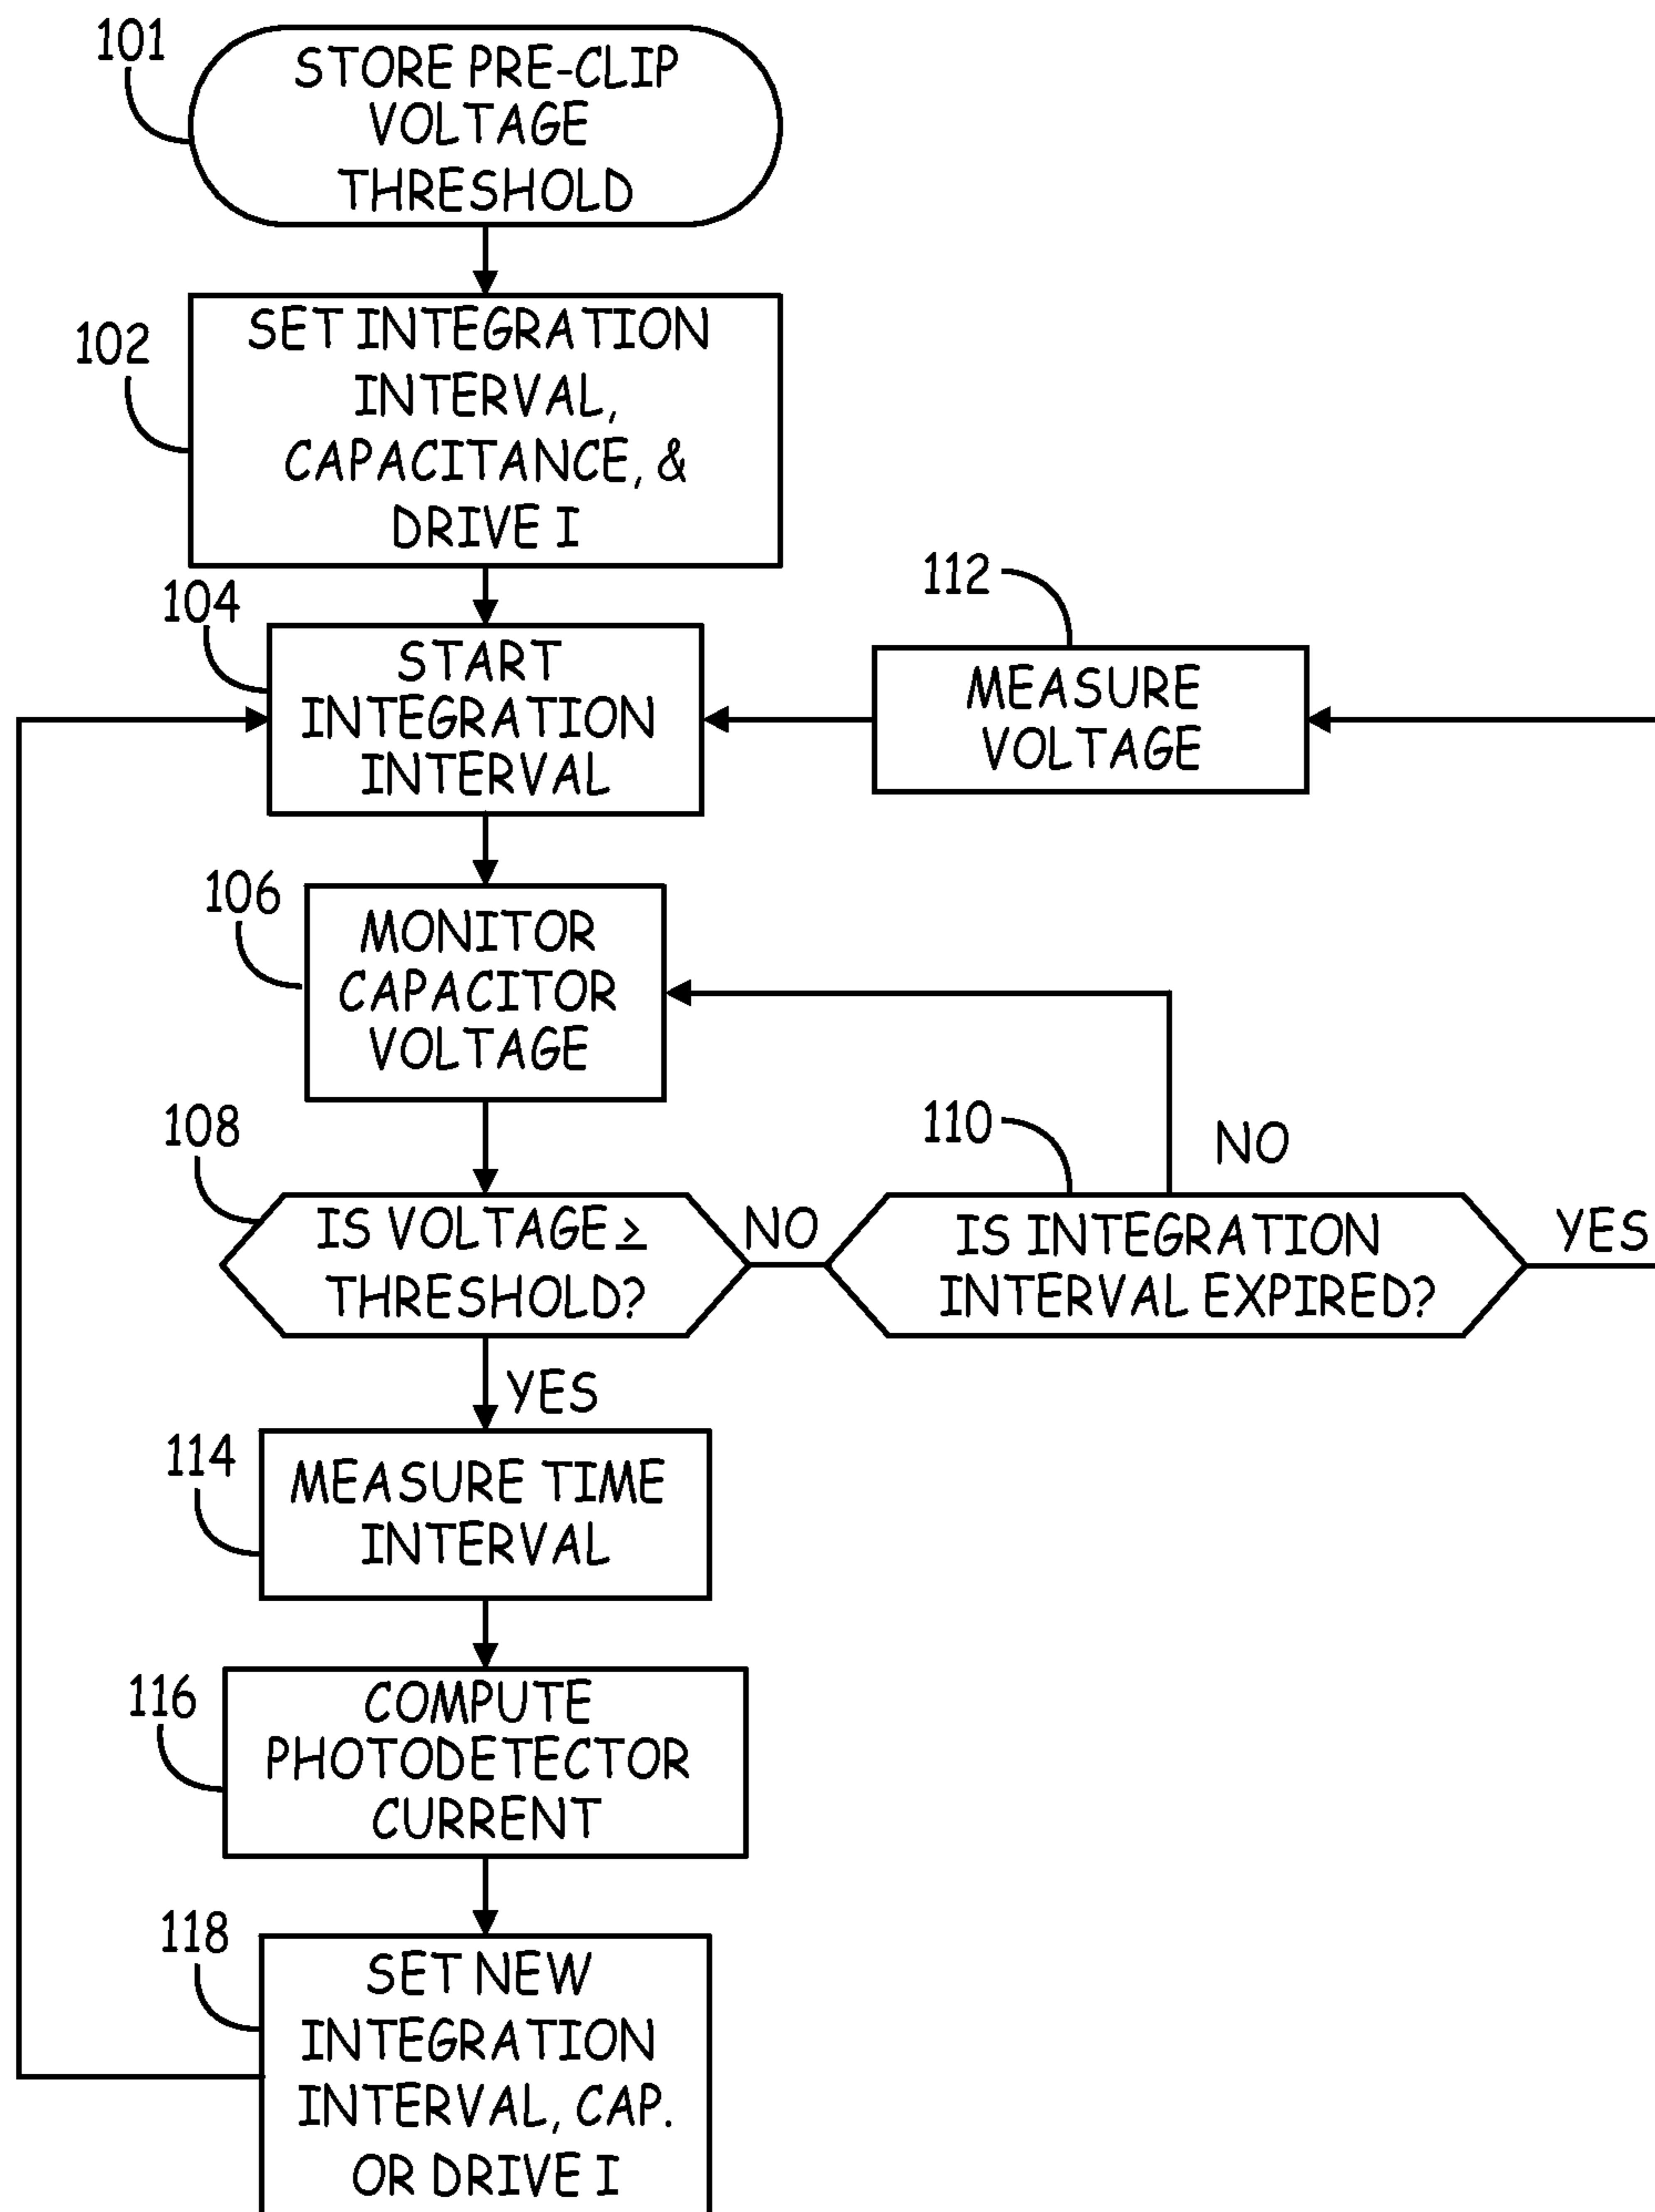 101
STORE PRE-CLIP
VOLTAGE
THRESHOLD
102
SET INTEGRATION
INTERVAL,
CAPACITANCE, &
DRIVE I
104
START
INTEGRATION
INTERVAL
112
MEASURE
VOLTAGE
106
MONITOR
CAPACITOR
VOLTAGE
108
IS VOLTAGE ≥
THRESHOLD?
NO
110
IS INTEGRATION
INTERVAL EXPIRED?
NO
YES
YES
114
MEASURE TIME
INTERVAL
116
COMPUTE
PHOTODETECTOR
CURRENT
118
SET NEW
INTEGRATION
INTERVAL, CAP.
OR DRIVE I